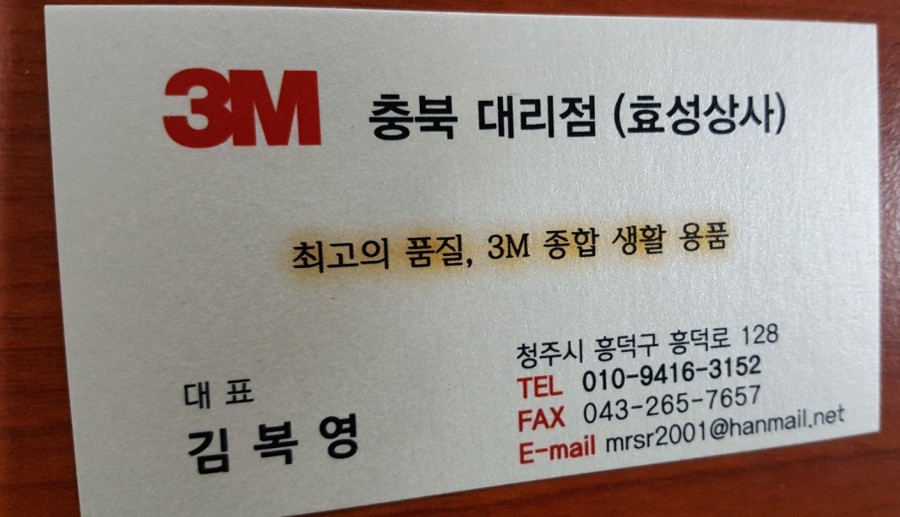 3M 충북 대리점 (효성상사)
최고의 품질, 3M 종합 생활 용품
청주시 흥덕구 흥덕로 128
TEL 010-9416-3152
FAX 043-265-7657
E-mail mrsr2001@hanmail.net
대 표
김 복 영